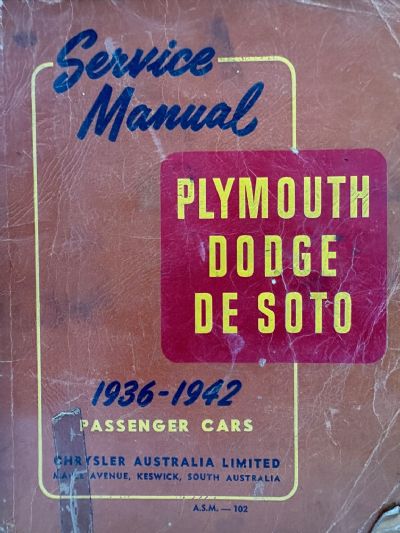 Service
Manual
PLYMOUTH
DODGE
DE SOTO
1936-1942
PASSENGER CARS
CHRYSLER AUSTRALIA LIMITED
AVENUE, KESWICK, SOUTH AUSTRALIA
A.S.M. — 102